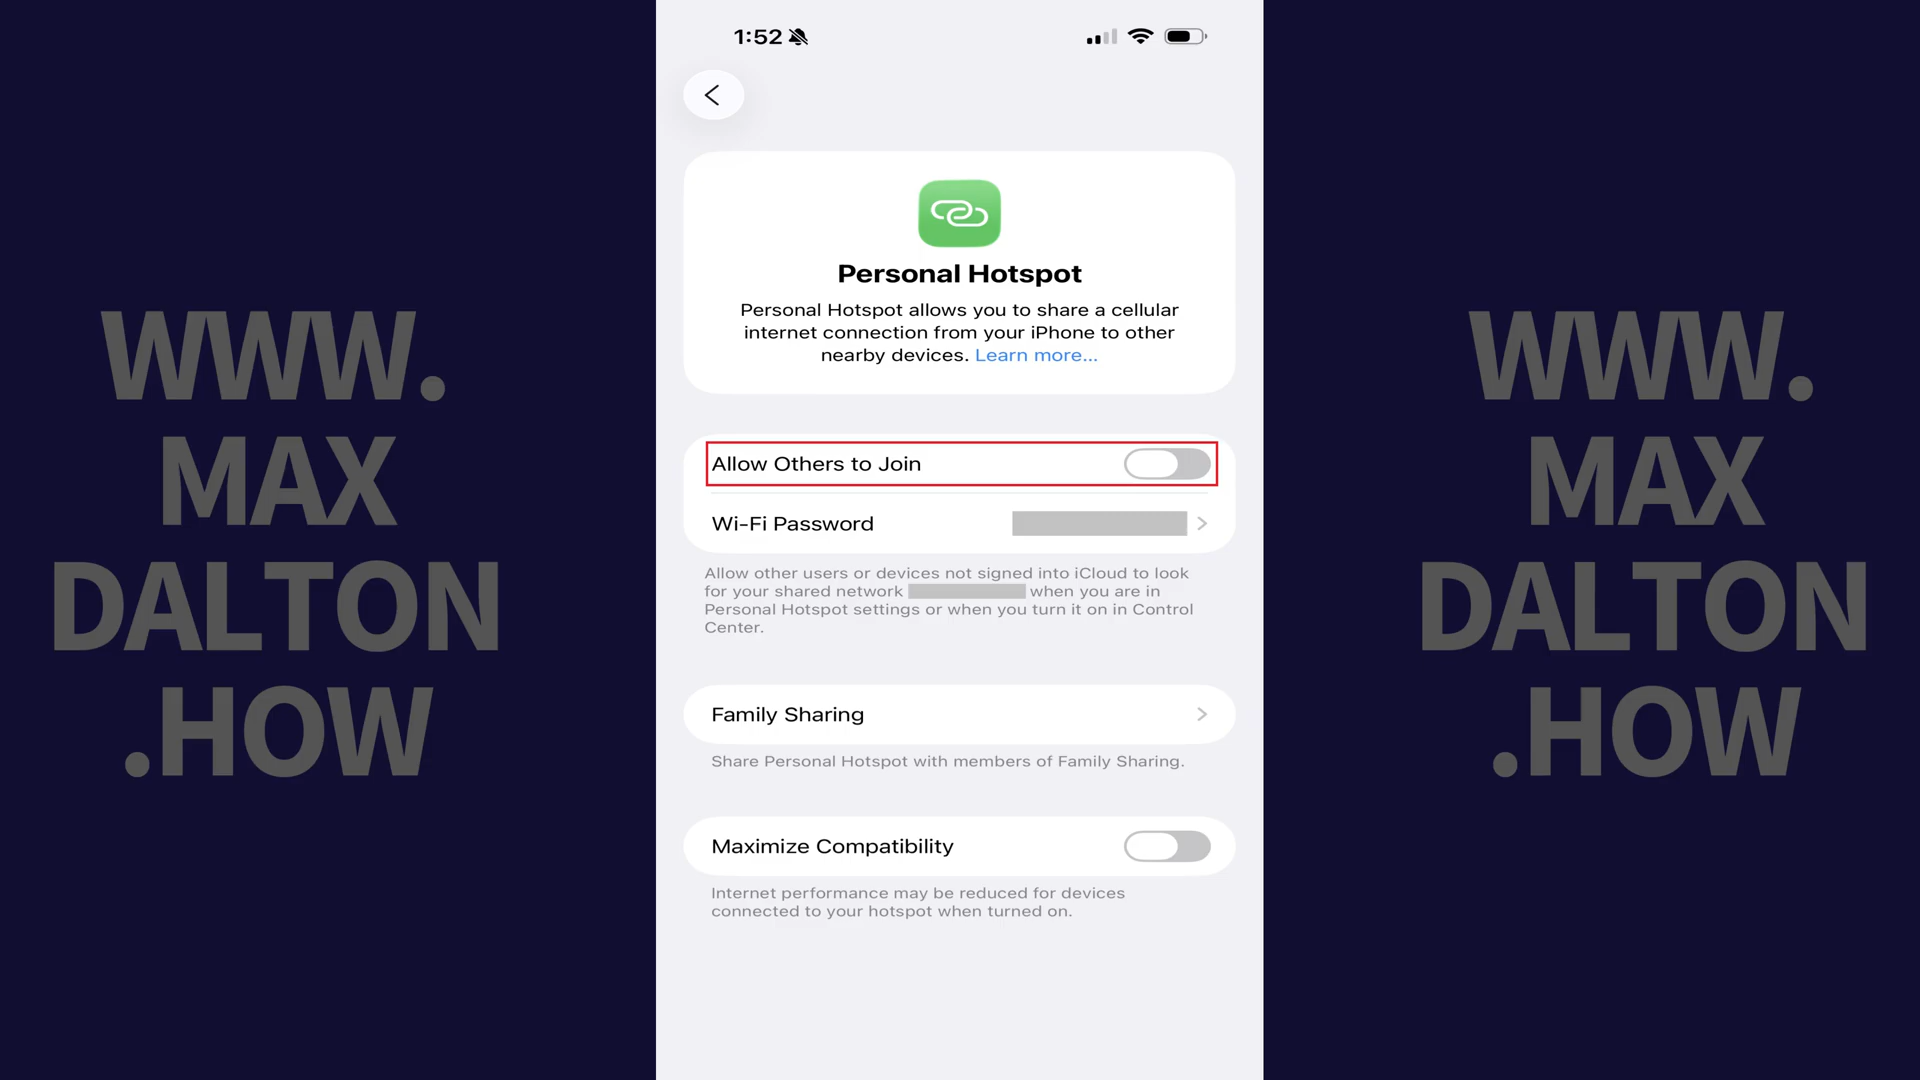 WWW.
MAX
DALTON
.HOW
1:52
Personal Hotspot
Personal Hotspot allows you to share a cellular
internet connection from your iPhone to other
nearby devices. Learn more...
Allow Others to Join
Wi-Fi Password
Allow other users or devices not signed into iCloud to look
for your shared network when you are in
Personal Hotspot settings or when you turn it on in Control
Center.
Family Sharing
Share Personal Hotspot with members of Family Sharing.
Maximize Compatibility
Internet performance may be reduced for devices
connected to your hotspot when turned on.
WWW.
MAX
DALTON
.HOW